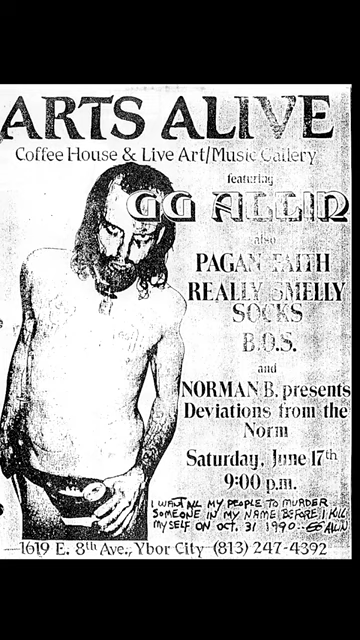 ARTS ALIVE
Coffee House & Live Art/Music Gallery
featuring
GG ALLIN
also
PAGAN FAITH
REALLY SMELLY
SOCKS
B.O.S.
and
NORMAN B. presents
Deviations from the
Norm
Saturday, June 17th
9:00 p.m.
I WANT ALL MY PEOPLE TO MURDER
SOMEONE IN MY NAME BEFORE I KILL
MYSELF ON OCT. 31 1990 -- GG ALLIN
1619 E. 8th Ave., Ybor City (813) 247-4392